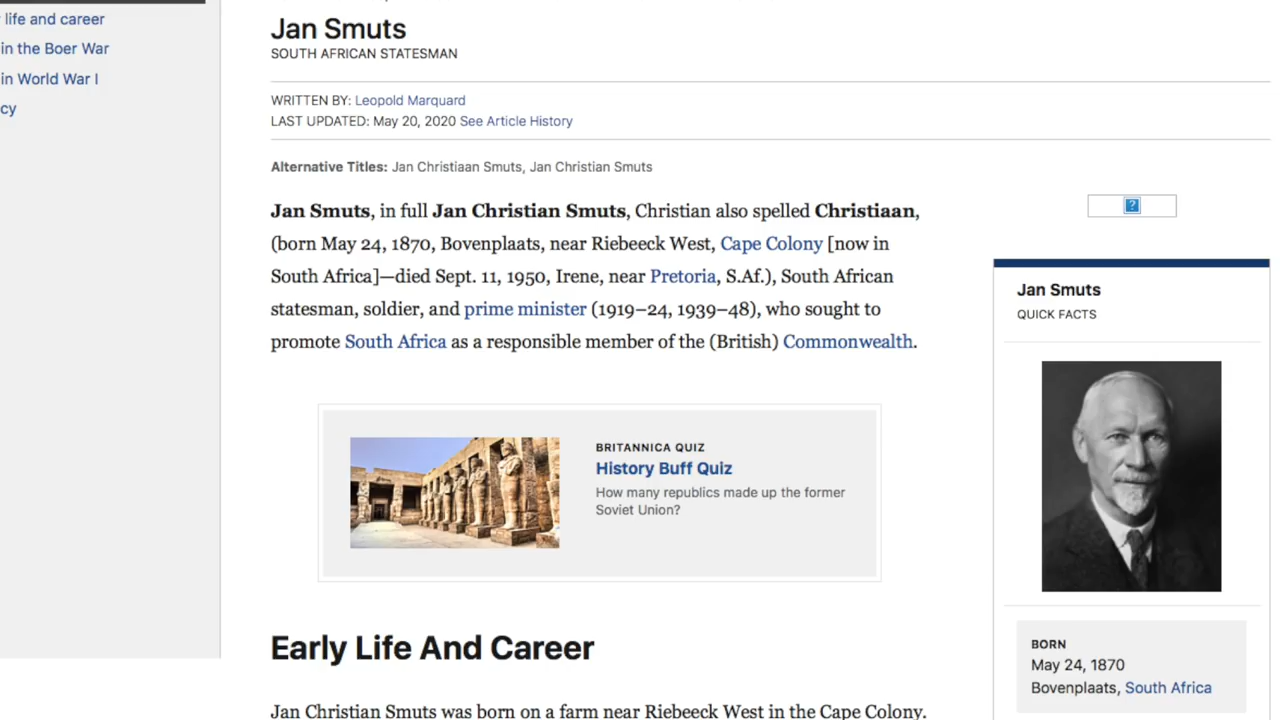 life and career
in the Boer War
in World War I
cy
Jan Smuts
SOUTH AFRICAN STATESMAN
WRITTEN BY: Leopold Marquard
LAST UPDATED: May 20, 2020 See Article History
Alternative Titles: Jan Christiaan Smuts, Jan Christian Smuts
Jan Smuts, in full Jan Christian Smuts, Christian also spelled Christiaan,
(born May 24, 1870, Bovenplaats, near Riebeeck West, Cape Colony [now in
South Africa]—died Sept. 11, 1950, Irene, near Pretoria, S.Af.), South African
statesman, soldier, and prime minister (1919–24, 1939–48), who sought to
promote South Africa as a responsible member of the (British) Commonwealth.
BRITANNICA QUIZ
History Buff Quiz
How many republics made up the former
Soviet Union?
Early Life And Career
Jan Christian Smuts was born on a farm near Riebeeck West in the Cape Colony.
?
Jan Smuts
QUICK FACTS
BORN
May 24, 1870
Bovenplaats, South Africa